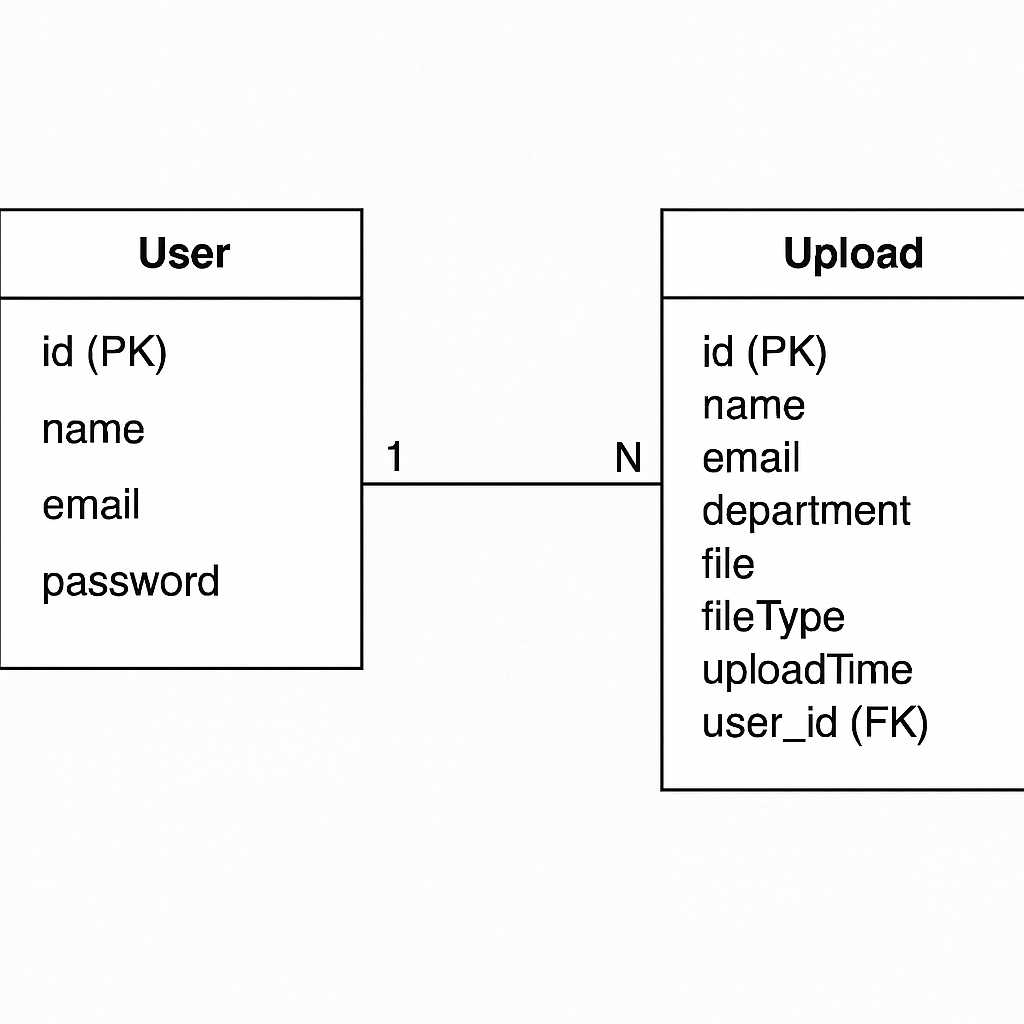 User
id (PK)
name
email
password
1
N
Upload
id (PK)
name
email
department
file
fileType
uploadTime
user_id (FK)